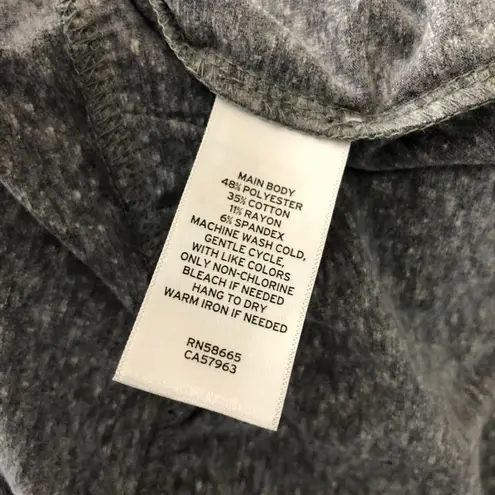 MAIN BODY
48% POLYESTER
35% COTTON
11% RAYON
6% SPANDEX
MACHINE WASH COLD,
GENTLE CYCLE,
WITH LIKE COLORS
ONLY NON-CHLORINE
BLEACH IF NEEDED
HANG TO DRY
WARM IRON IF NEEDED
RN58665
CA57963